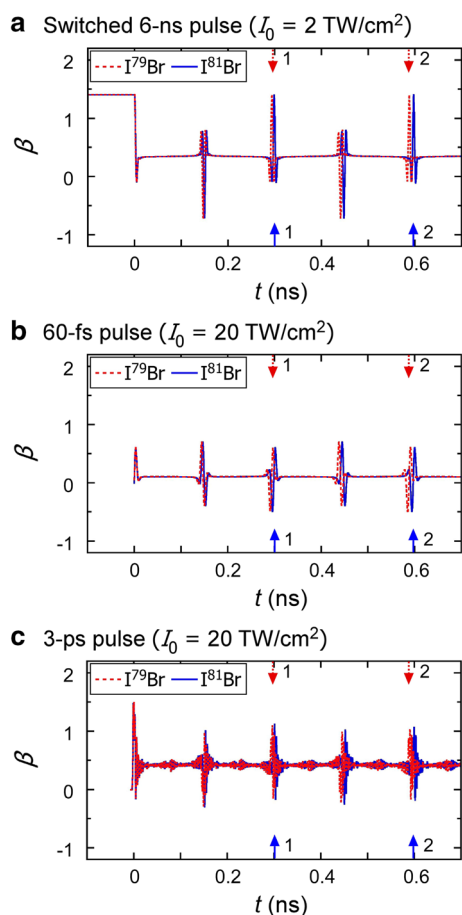 a Switched 6-ns pulse (I₀ = 2 TW/cm²)
I⁷⁹Br I⁸¹Br
1 2
2
1
β
0
-1
1 2
0 0.2 0.4 0.6
t (ns)
b 60-fs pulse (I₀ = 20 TW/cm²)
I⁷⁹Br I⁸¹Br
1 2
2
1
β
0
-1
1 2
0 0.2 0.4 0.6
t (ns)
c 3-ps pulse (I₀ = 20 TW/cm²)
I⁷⁹Br I⁸¹Br
1 2
2
1
β
0
-1
1 2
0 0.2 0.4 0.6
t (ns)